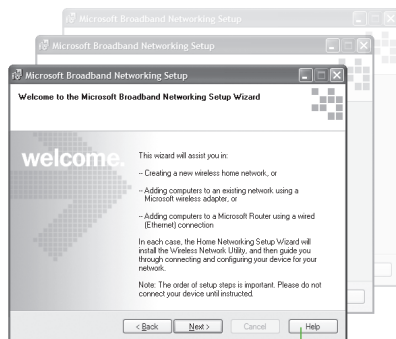 Microsoft Broadband Networking Setup
Microsoft Broadband Networking Setup
Microsoft Broadband Networking Setup
Welcome to the Microsoft Broadband Networking Setup Wizard
welcome.
This wizard will assist you in:
-- Creating a new wireless home network, or
-- Adding computers to an existing network using a
Microsoft wireless adapter, or
-- Adding computers to a Microsoft Router using a wired
(Ethernet) connection
In each case, the Home Networking Setup Wizard will
install the Wireless Network Utility, and then guide you
through connecting and configuring your device for your
network.
Note: The order of setup steps is important. Please do not
connect your device until instructed.
< Back
Next >
Cancel
Help